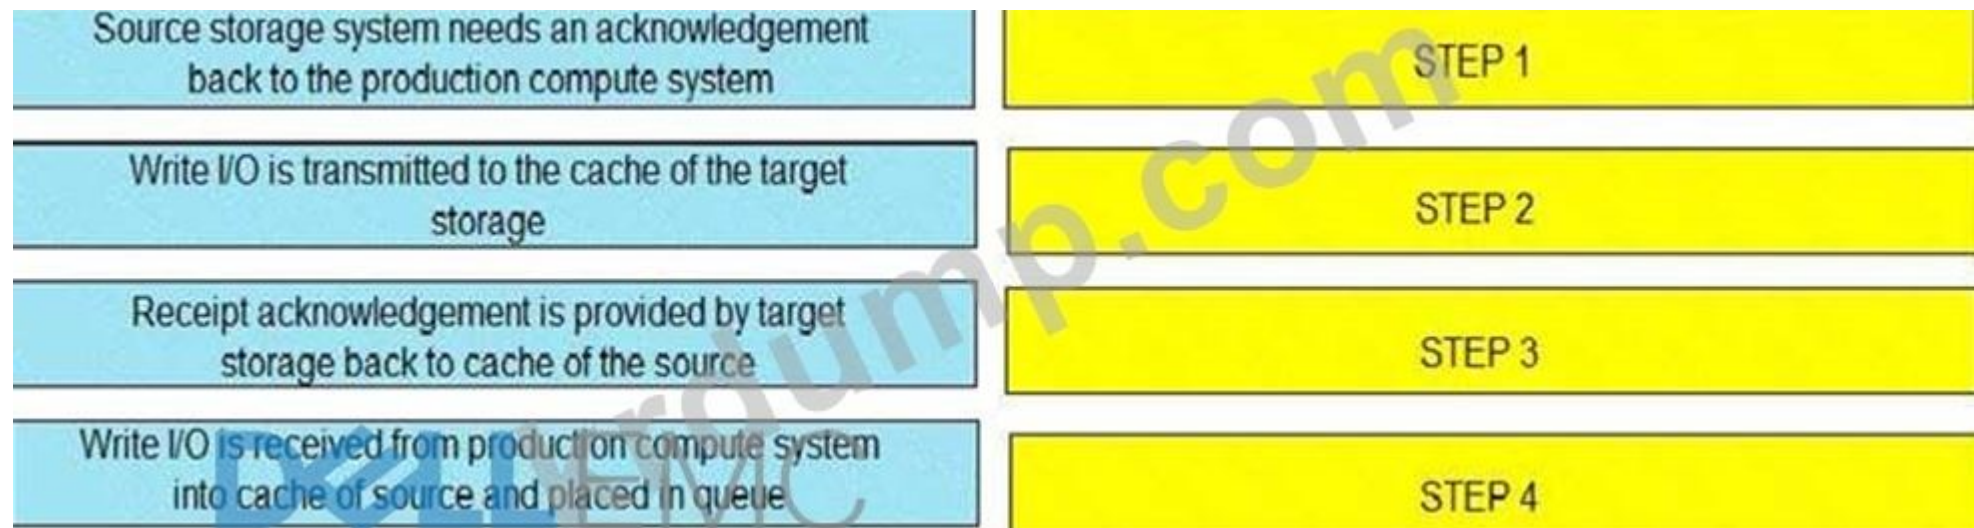 Source storage system needs an acknowledgement
back to the production compute system
STEP 1
Write I/O is transmitted to the cache of the target
storage
STEP 2
Receipt acknowledgement is provided by target
storage back to cache of the source
STEP 3
Write I/O is received from production compute system
into cache of source and placed in queue
STEP 4
DELL EMC